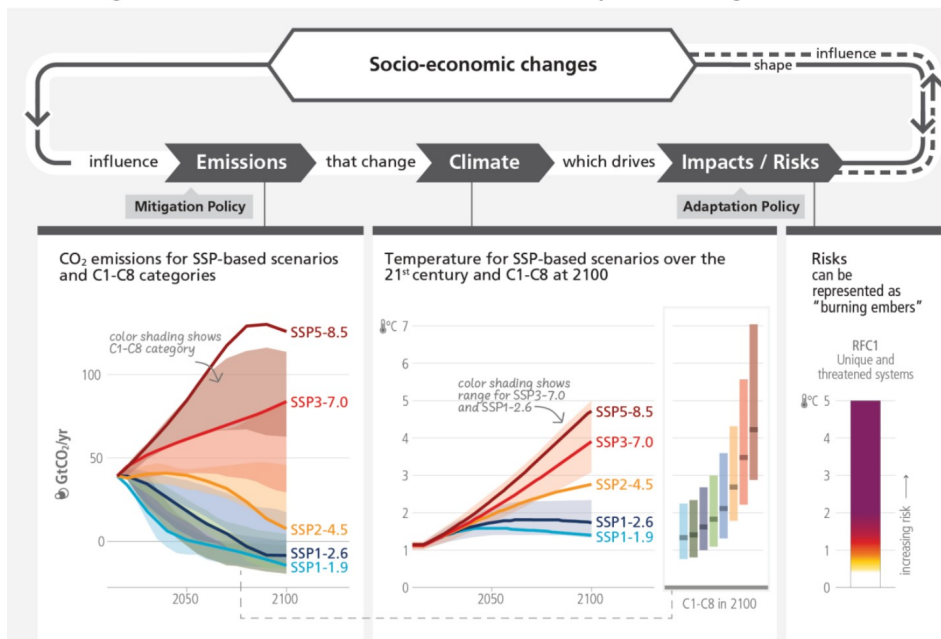 Socio-economic changes
influence
shape
influence
Emissions
that change
Climate
which drives
Impacts / Risks
Mitigation Policy
Adaptation Policy
CO₂ emissions for SSP-based scenarios
and C1-C8 categories
color shading shows
C1-C8 category
GtCO₂/yr
100
50
0
2050
2100
SSP5-8.5
SSP3-7.0
SSP2-4.5
SSP1-2.6
SSP1-1.9
Temperature for SSP-based scenarios over the
21ˢᵗ century and C1-C8 at 2100
°C 7
6
5
4
3
2
1
0
color shading shows
range for SSP3-7.0
and SSP1-2.6
SSP5-8.5
SSP3-7.0
SSP2-4.5
SSP1-2.6
SSP1-1.9
2050
2100
C1-C8 in 2100
Risks
can be
represented as
“burning embers”
RFC1
Unique and
threatened systems
°C 5
4
3
2
1
0
increasing risk